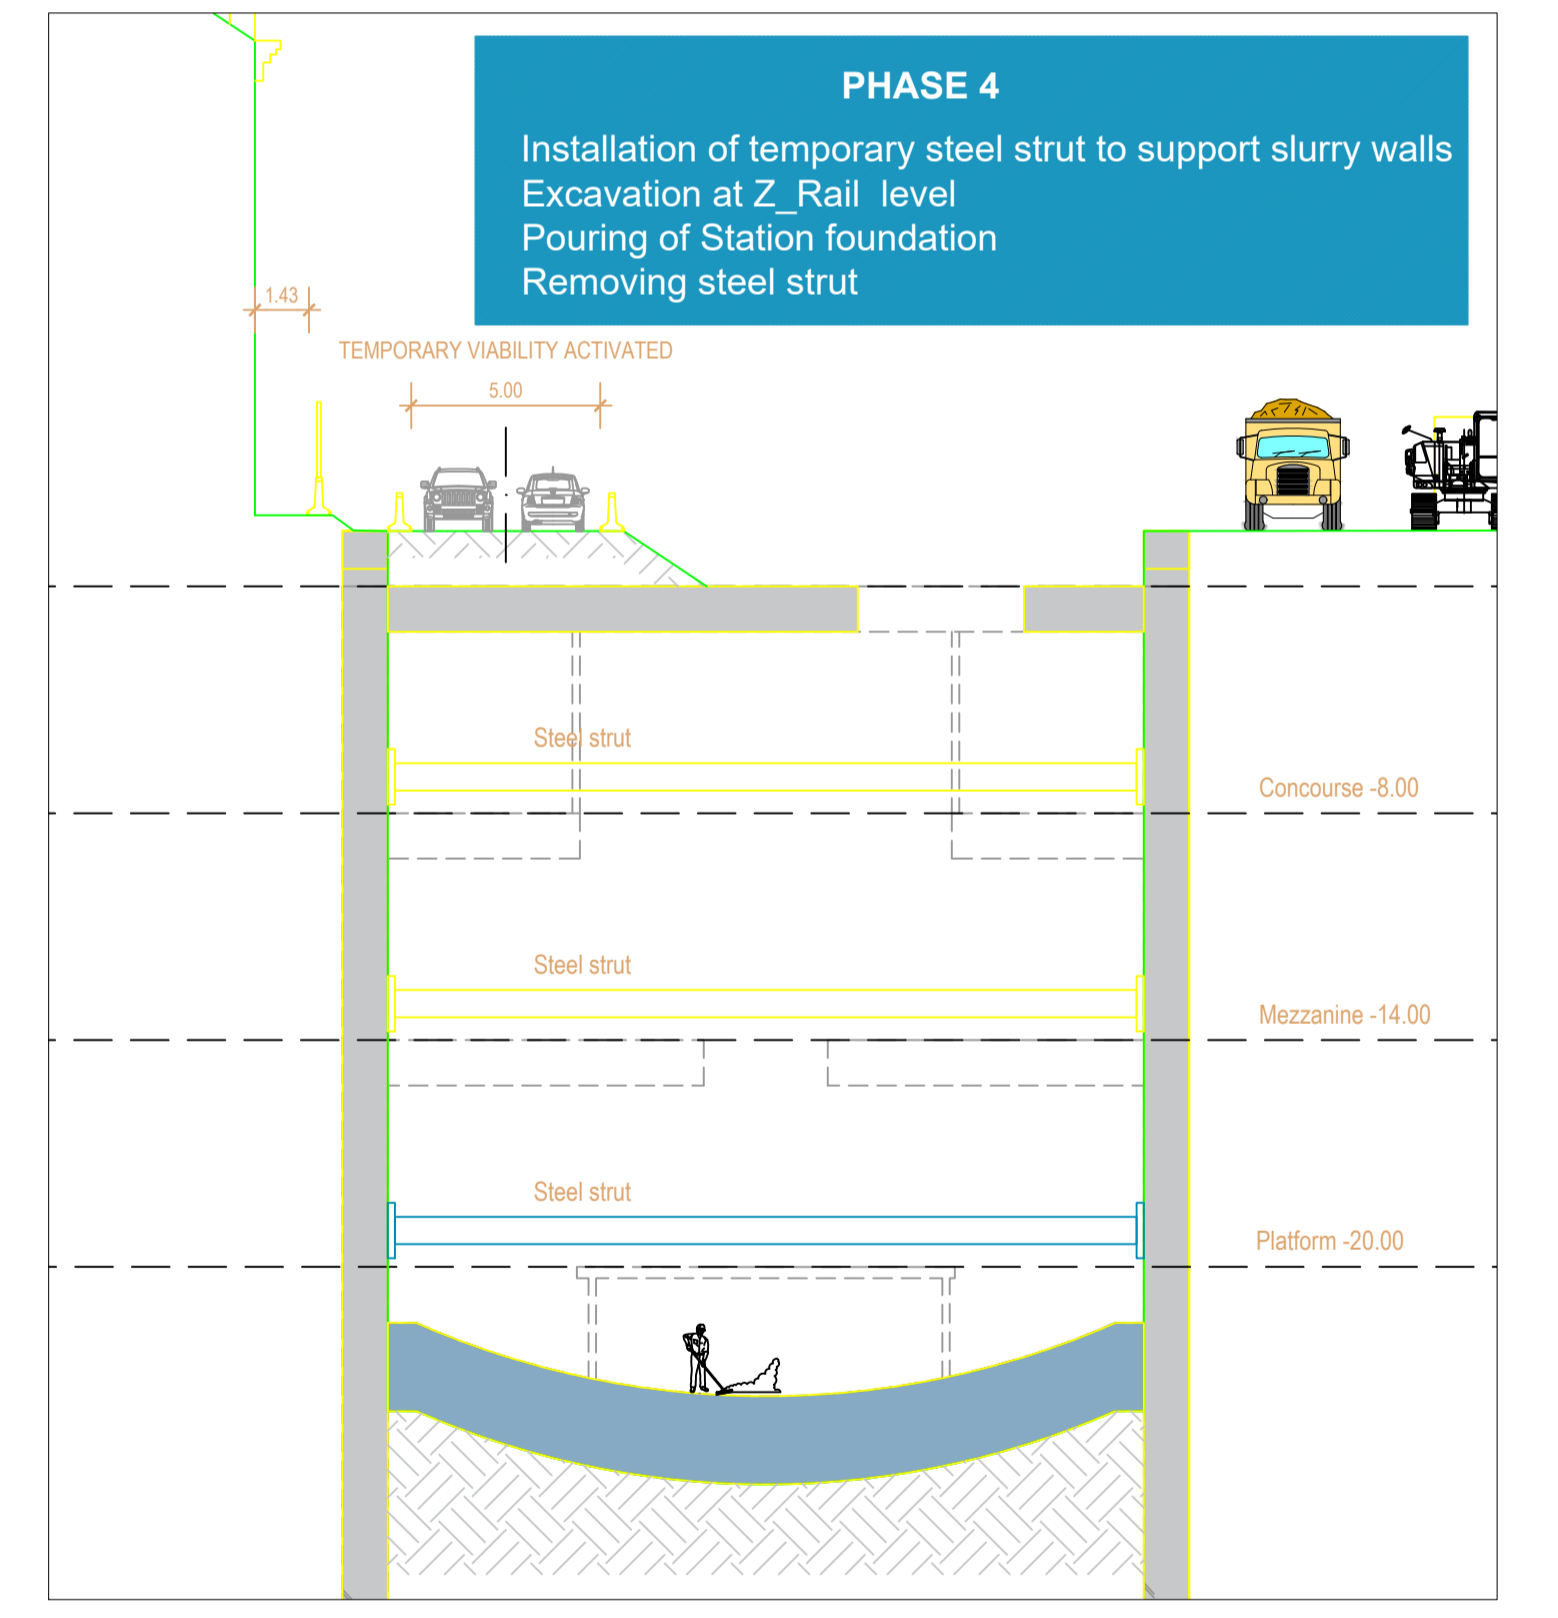 PHASE 4
Installation of temporary steel strut to support slurry walls
Excavation at Z_Rail level
Pouring of Station foundation
Removing steel strut
1.43
TEMPORARY VIABILITY ACTIVATED
5.00
Steel strut
Concourse -8.00
Steel strut
Mezzanine -14.00
Steel strut
Platform -20.00